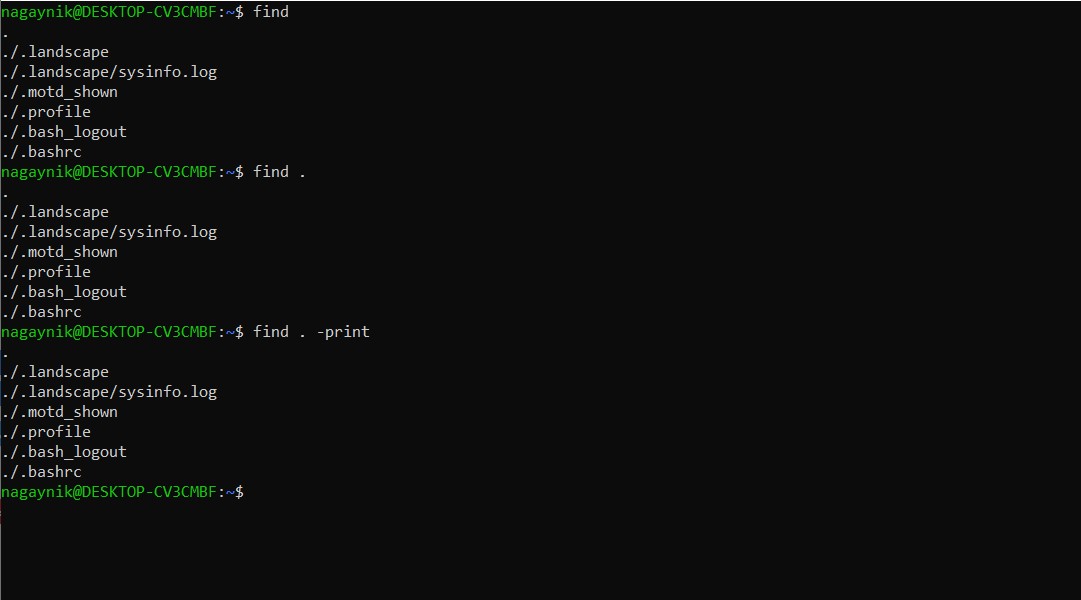 nagaynik@DESKTOP-CV3CMBF:~$ find
.
./.landscape
./.landscape/sysinfo.log
./.motd_shown
./.profile
./.bash_logout
./.bashrc
nagaynik@DESKTOP-CV3CMBF:~$ find .
.
./.landscape
./.landscape/sysinfo.log
./.motd_shown
./.profile
./.bash_logout
./.bashrc
nagaynik@DESKTOP-CV3CMBF:~$ find . -print
.
./.landscape
./.landscape/sysinfo.log
./.motd_shown
./.profile
./.bash_logout
./.bashrc
nagaynik@DESKTOP-CV3CMBF:~$